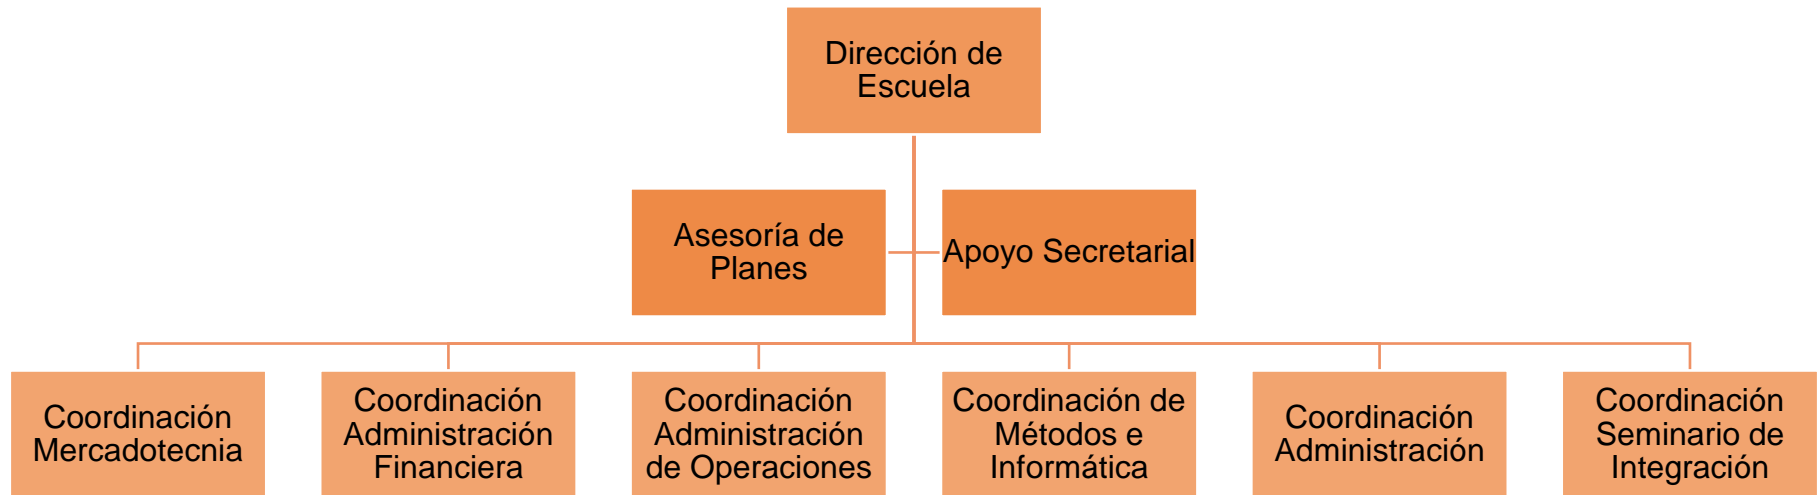 Dirección de
Escuela
Asesoría de
Planes
Apoyo Secretarial
Coordinación
Mercadotecnia
Coordinación
Administración
Financiera
Coordinación
Administración
de Operaciones
Coordinación de
Métodos e
Informática
Coordinación
Administración
Coordinación
Seminario de
Integración